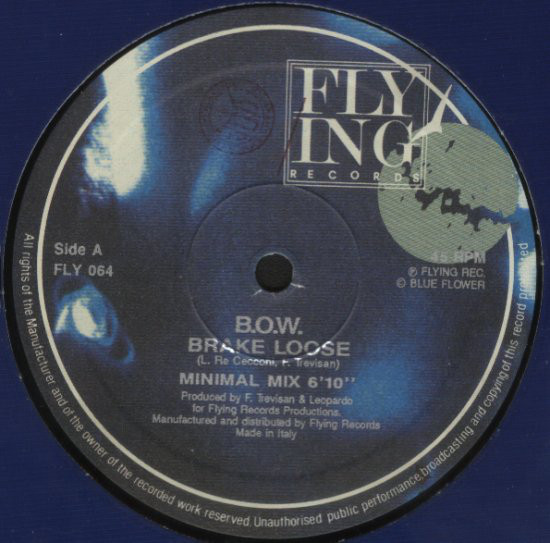 FLY
ING
RECORDS
Side A
FLY 064
45 RPM
℗ FLYING REC.
© BLUE FLOWER
B.O.W.
BRAKE LOOSE
(L. Re Cecconi, F. Trevisan)
MINIMAL MIX 6'10''
Produced by F. Trevisan & Leopardo
for Flying Records Productions.
Manufactured and distributed by Flying Records
Made in Italy
All rights of the Manufacturer and of the owner of the recorded work reserved. Unauthorised public performance, broadcasting and copying of this record prohibited